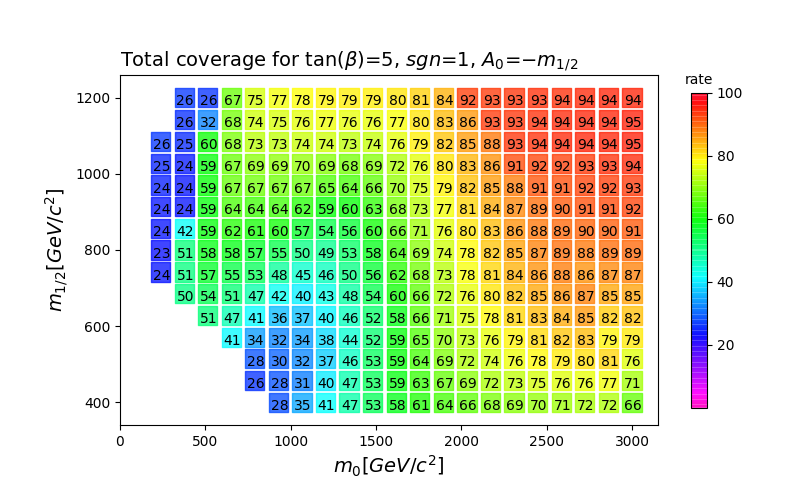 Total coverage for tan(β)=5, sgn=1, A₀=−m₁/₂
rate
1200 26 26 67 75 77 78 79 79 79 80 81 84 92 93 93 93 94 94 94 94 100
26 32 68 74 75 76 77 76 76 77 80 83 86 93 93 94 94 94 94 95
26 25 60 68 73 73 74 74 73 74 76 79 82 85 88 93 94 94 94 94 95
1000 25 24 59 67 69 69 70 69 68 69 72 76 80 83 86 91 92 92 93 93 94 80
24 24 59 67 67 67 67 65 64 66 70 75 79 82 85 88 91 91 92 92 93
24 24 59 64 64 64 62 59 60 63 68 73 77 81 84 87 89 90 91 91 92
800 24 42 59 62 61 60 57 54 56 60 66 71 76 80 83 86 88 89 90 90 91 60
23 51 58 58 57 55 50 49 53 58 64 69 74 78 82 85 87 89 88 89 89
24 51 57 55 53 48 45 46 50 56 62 68 73 78 81 84 86 88 86 87 87
50 54 51 47 42 40 43 48 54 60 66 72 76 80 82 85 86 87 85 85 40
600 51 47 41 36 37 40 46 52 58 66 71 75 78 81 83 84 85 82 82
41 34 32 34 38 44 52 59 65 70 73 76 79 81 82 83 79 79
28 30 32 37 46 53 59 64 69 72 74 76 78 79 80 81 76 20
26 28 31 40 47 53 59 63 67 69 72 73 75 76 76 77 71
400 28 35 41 47 53 58 61 64 66 68 69 70 71 72 72 66
m₁/₂[GeV/c²]
0 500 1000 1500 2000 2500 3000
m₀[GeV/c²]